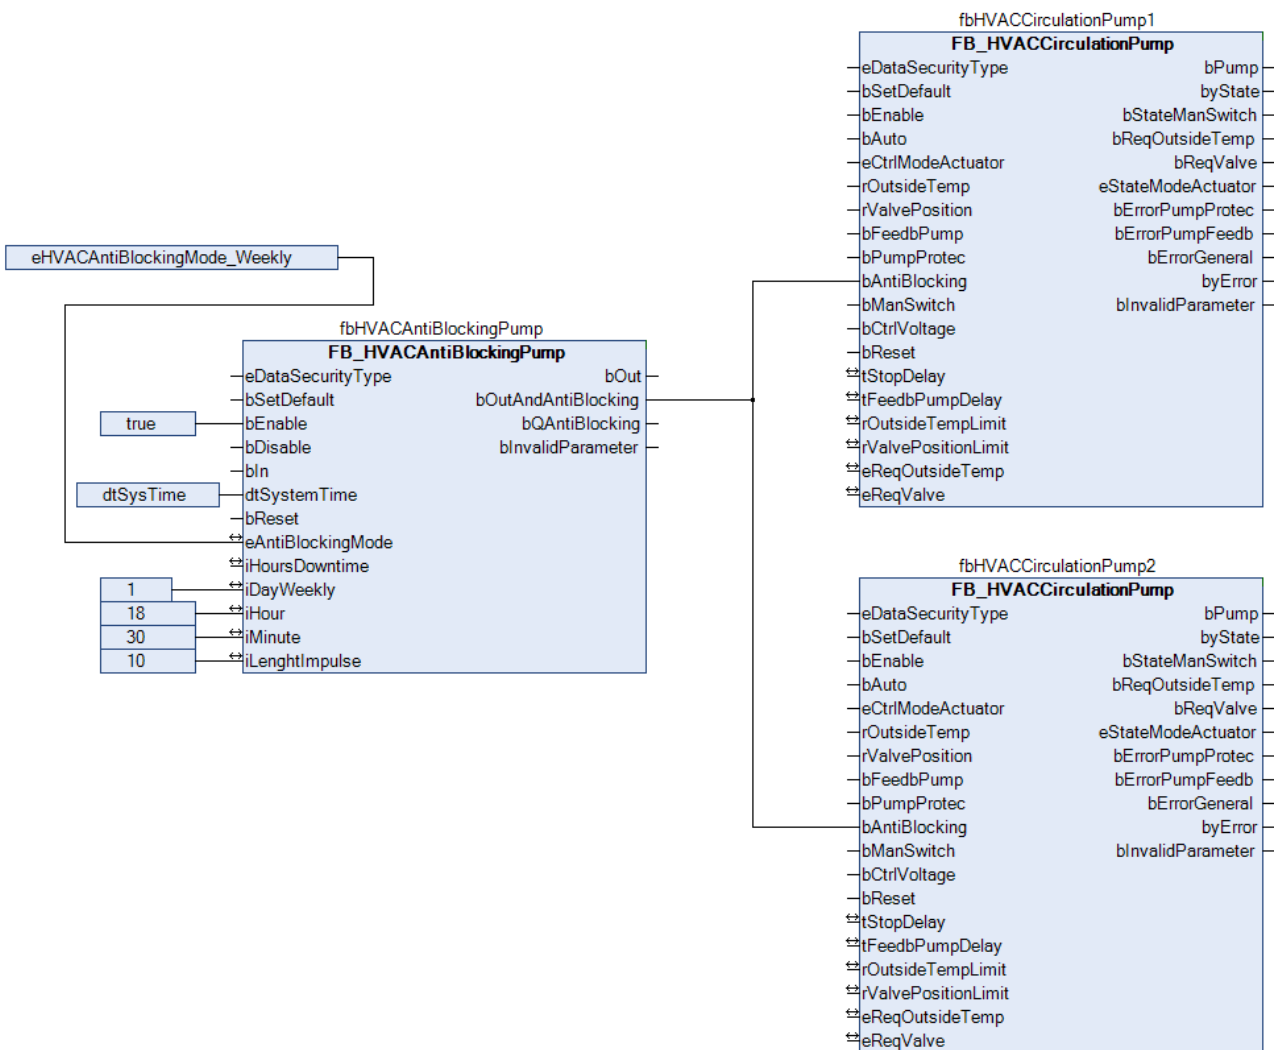 fbHVACCirculationPump1
FB_HVACCirculationPump
eDataSecurityType bPump
bSetDefault byState
bEnable bStateManSwitch
bAuto bReqOutsideTemp
eCtrlModeActuator bReqValve
rOutsideTemp eStateModeActuator
rValvePosition bErrorPumpProtec
bFeedbPump bErrorPumpFeedb
bPumpProtec bErrorGeneral
bAntiBlocking byError
bManSwitch bInvalidParameter
bCtrlVoltage
bReset
tStopDelay
tFeedbPumpDelay
rOutsideTempLimit
rValvePositionLimit
eReqOutsideTemp
eReqValve
eHVACAntiBlockingMode_Weekly
fbHVACAntiBlockingPump
FB_HVACAntiBlockingPump
eDataSecurityType bOut
bSetDefault bOutAndAntiBlocking
true bEnable bQAntiBlocking
bDisable bInvalidParameter
bIn
dtSysTime dtSystemTime
bReset
eAntiBlockingMode
iHoursDowntime
1 iDayWeekly
18 iHour
30 iMinute
10 iLenghtImpulse
fbHVACCirculationPump2
FB_HVACCirculationPump
eDataSecurityType bPump
bSetDefault byState
bEnable bStateManSwitch
bAuto bReqOutsideTemp
eCtrlModeActuator bReqValve
rOutsideTemp eStateModeActuator
rValvePosition bErrorPumpProtec
bFeedbPump bErrorPumpFeedb
bPumpProtec bErrorGeneral
bAntiBlocking byError
bManSwitch bInvalidParameter
bCtrlVoltage
bReset
tStopDelay
tFeedbPumpDelay
rOutsideTempLimit
rValvePositionLimit
eReqOutsideTemp
eReqValve